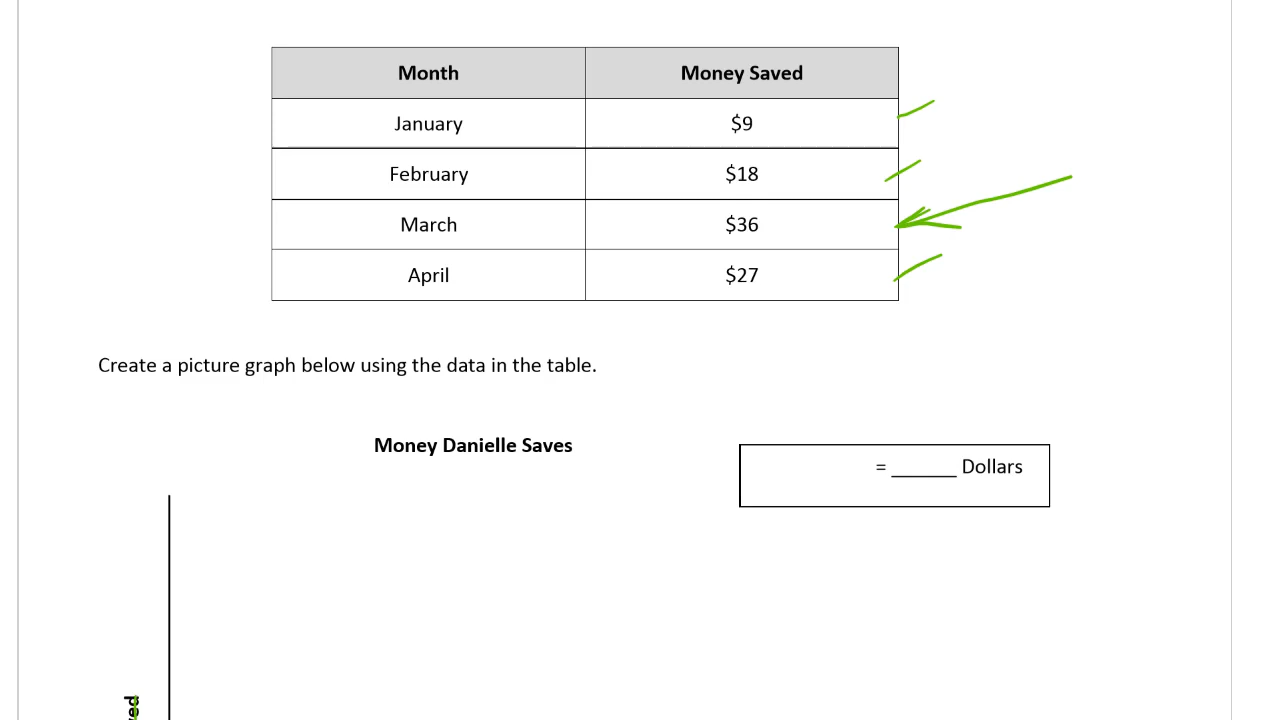 Month Money Saved
January $9
February $18
March $36
April $27
Create a picture graph below using the data in the table.
Money Danielle Saves
= ______ Dollars